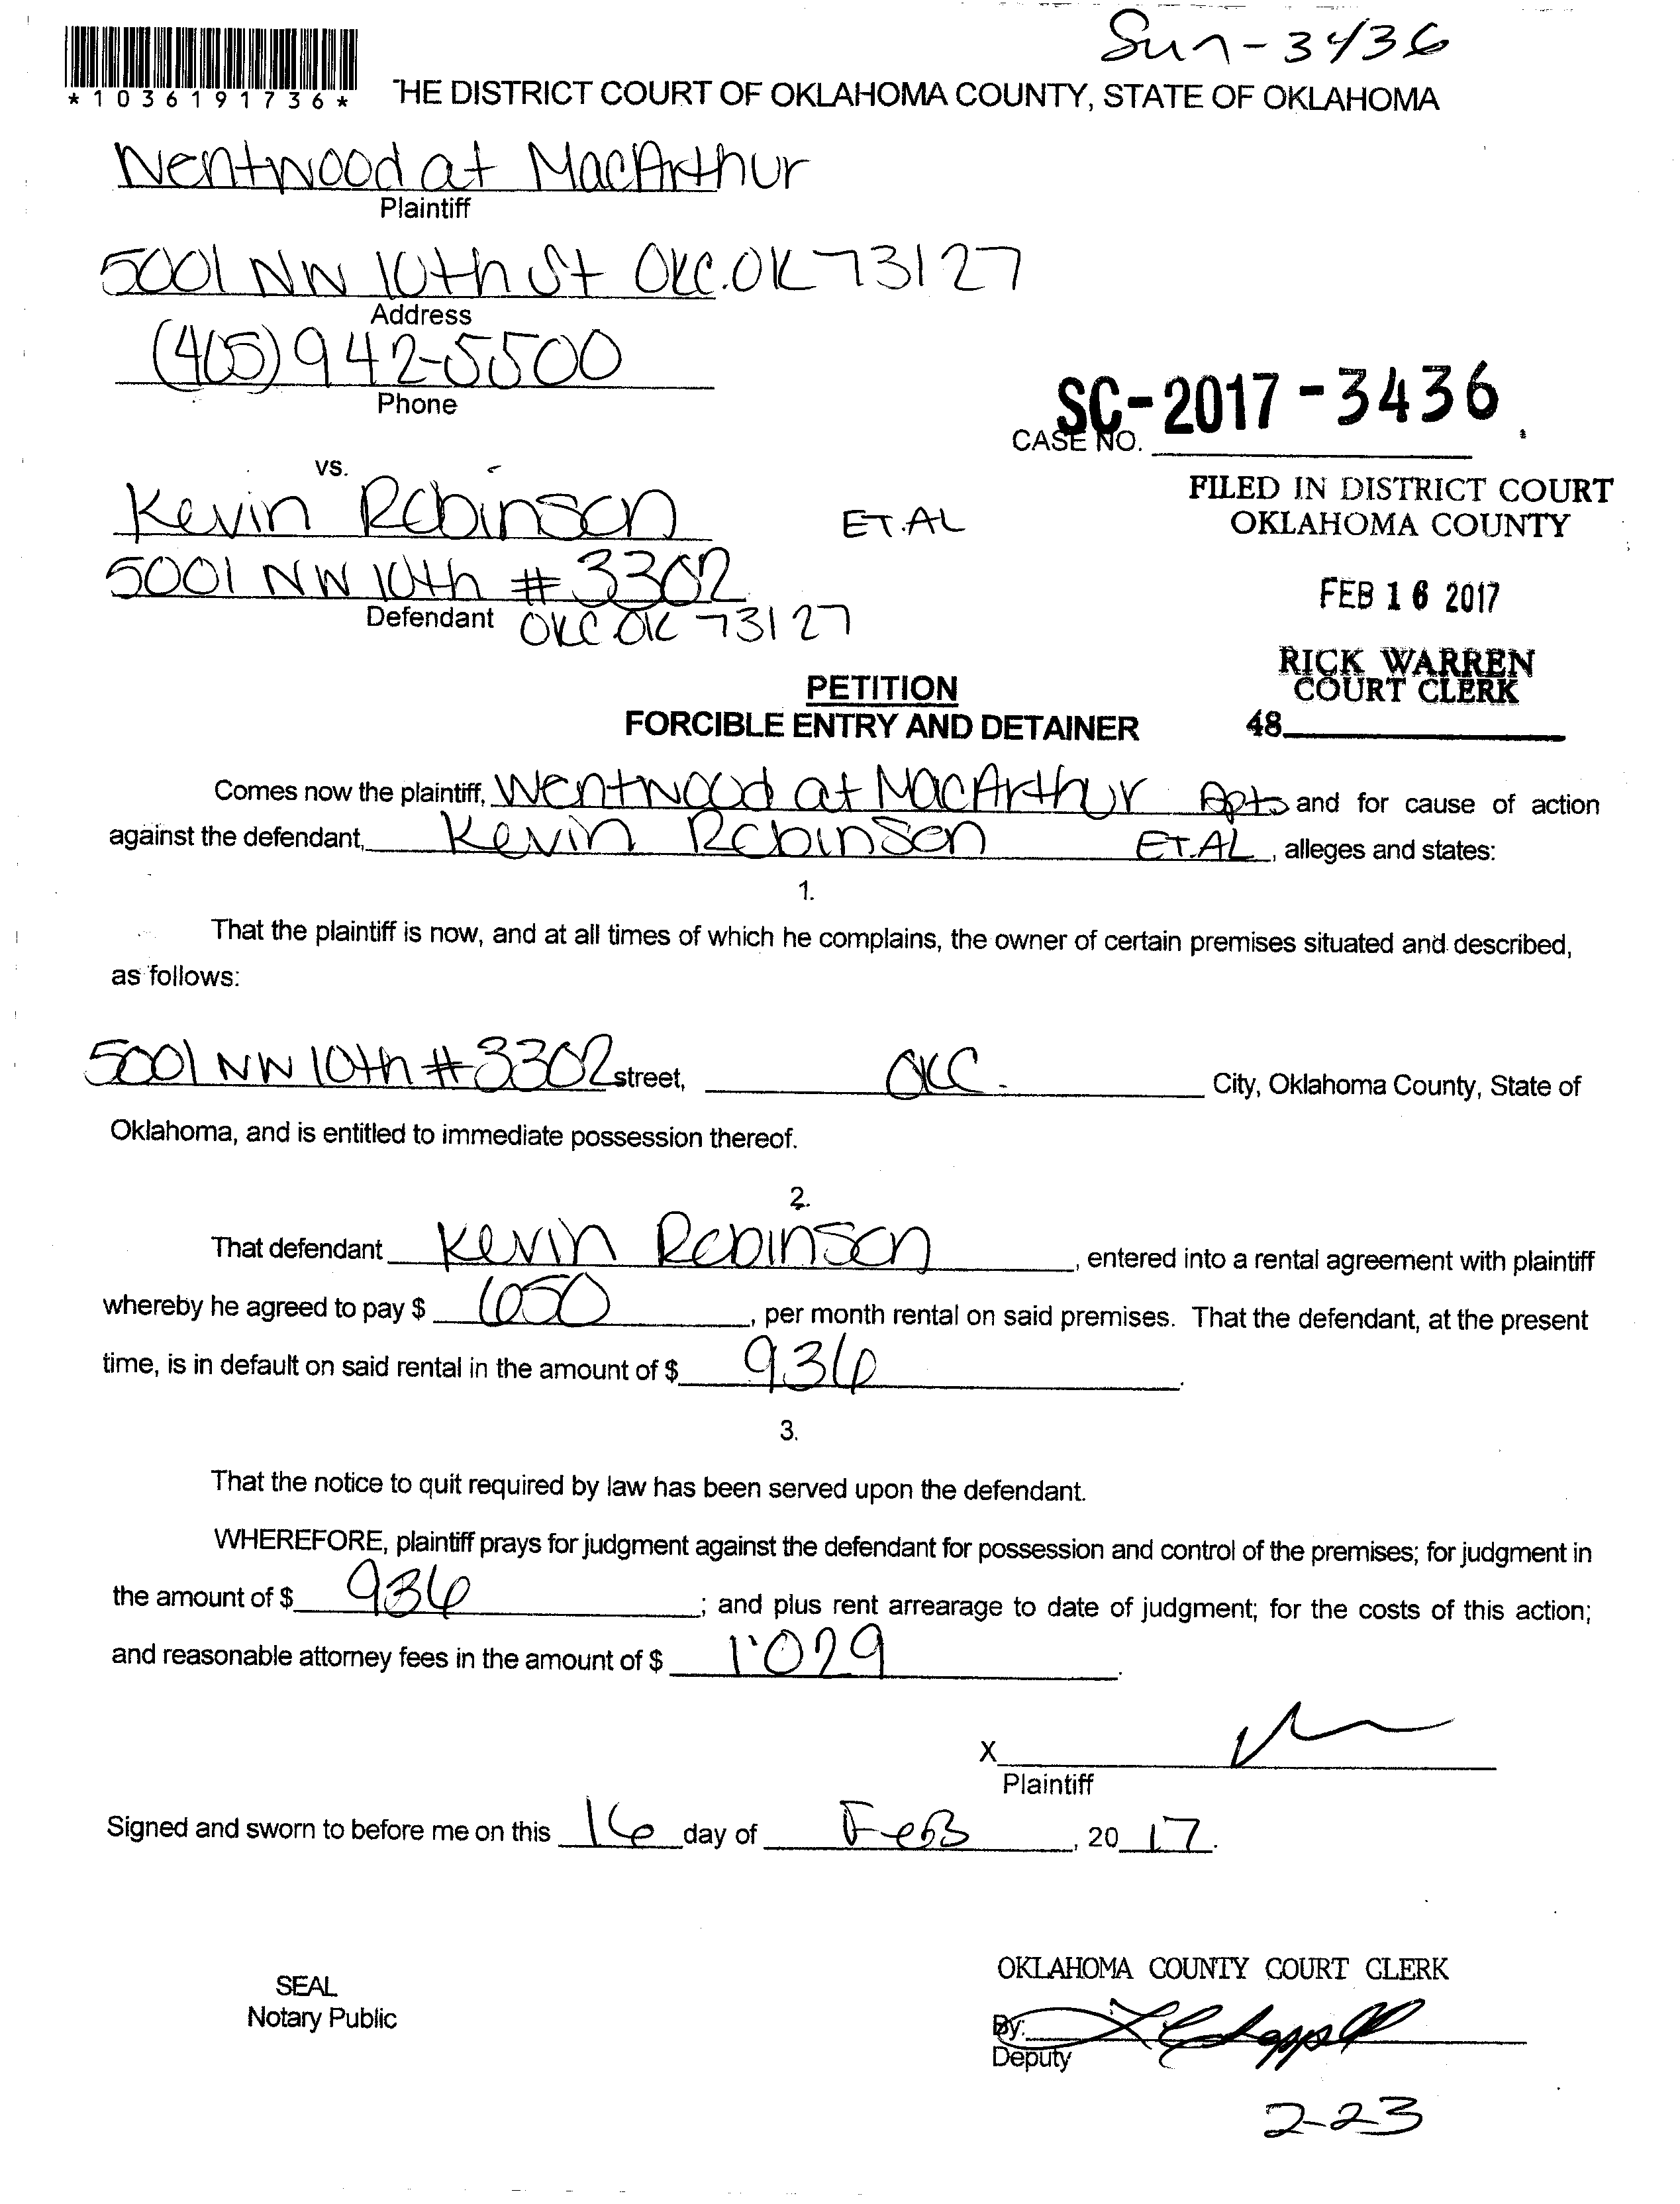 Sun-3436
*1036191736* THE DISTRICT COURT OF OKLAHOMA COUNTY, STATE OF OKLAHOMA
Wentwood at MacArthur
Plaintiff
5001 NW 10th St OKC.OK 73127
Address
(405) 942-5500
Phone
SC-2017-3436
CASE NO.
vs.
Kevin Robinson ET.AL
FILED IN DISTRICT COURT
OKLAHOMA COUNTY
5001 NW 10th #3302
Defendant OKC OK 73127
FEB 16 2017
RICK WARREN
COURT CLERK
48
PETITION
FORCIBLE ENTRY AND DETAINER
Comes now the plaintiff, Wentwood at MacArthur Apts and for cause of action
against the defendant, Kevin Robinson ET.AL, alleges and states:
1.
That the plaintiff is now, and at all times of which he complains, the owner of certain premises situated and described,
as follows:
5001 NW 10th #3302 street, OKC. City, Oklahoma County, State of
Oklahoma, and is entitled to immediate possession thereof.
2.
That defendant Kevin Robinson, entered into a rental agreement with plaintiff
whereby he agreed to pay $ 650, per month rental on said premises. That the defendant, at the present
time, is in default on said rental in the amount of $ 936.
3.
That the notice to quit required by law has been served upon the defendant.
WHEREFORE, plaintiff prays for judgment against the defendant for possession and control of the premises; for judgment in
the amount of $ 936; and plus rent arrearage to date of judgment; for the costs of this action;
and reasonable attorney fees in the amount of $ 1'029.
X
Plaintiff
Signed and sworn to before me on this 16 day of Feb, 2017.
SEAL
Notary Public
OKLAHOMA COUNTY COURT CLERK
By:
Deputy
2-23